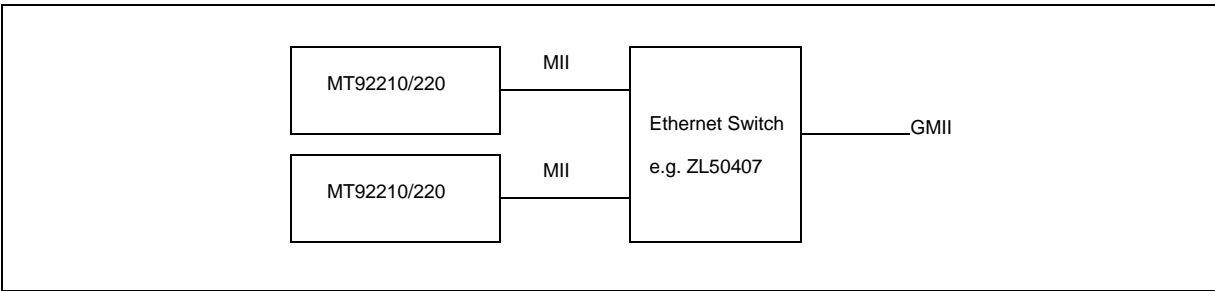 MT92210/220
MII
Ethernet Switch
e.g. ZL50407
GMII
MT92210/220
MII